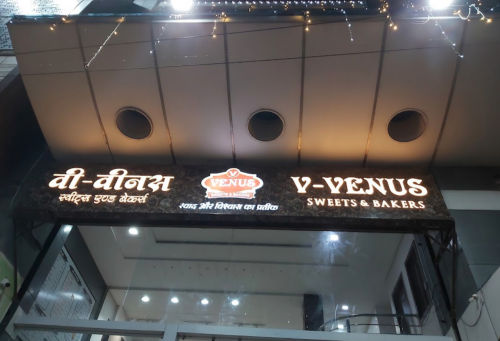 वी-वीनस
स्वीट्स एण्ड बेकर्स
V
VENUS
स्वाद और विश्वास का प्रतीक
V-VENUS
SWEETS & BAKERS